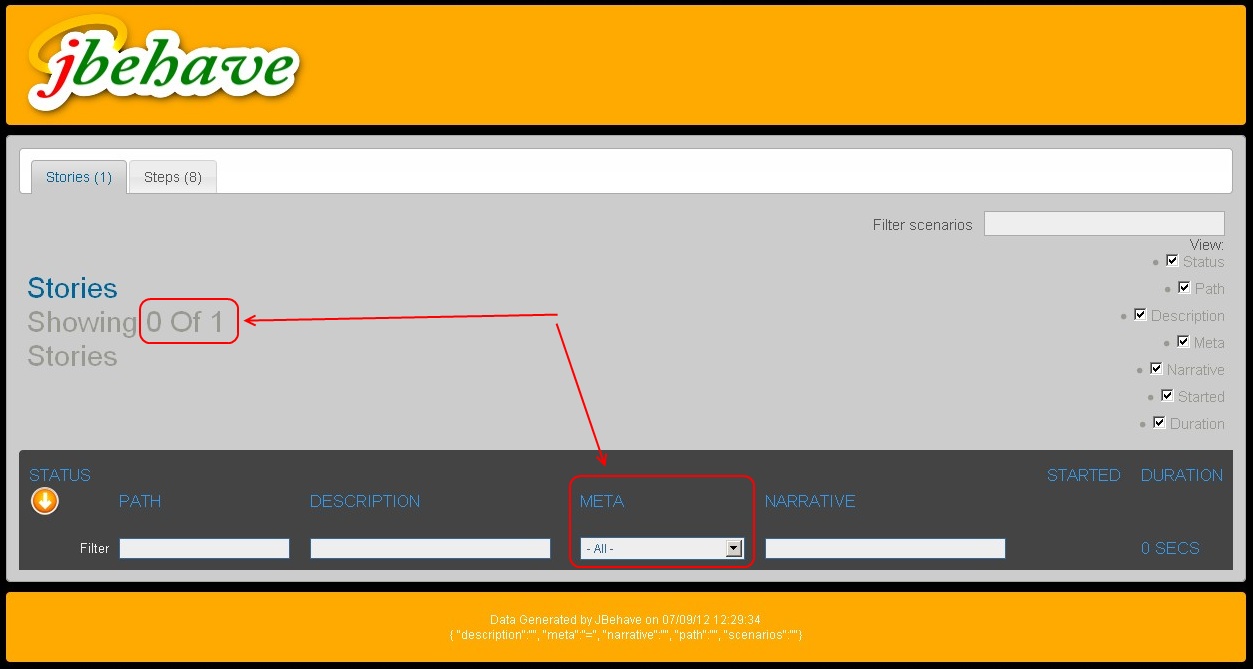 jbehave
Stories (1)
Steps (8)
Filter scenarios
View:
Status
Path
Description
Meta
Narrative
Started
Duration
Stories
Showing 0 Of 1
Stories
STATUS
STARTED DURATION
PATH DESCRIPTION META NARRATIVE
Filter - All - 0 SECS
Data Generated by JBehave on 07/09/12 12:29:34
{ "description":"", "meta":"=", "narrative":"", "path":"", "scenarios":""}